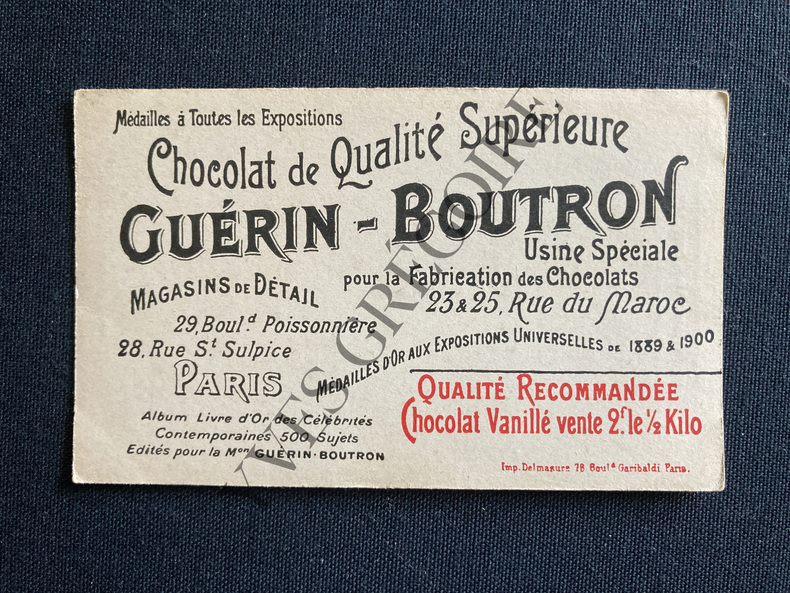 Médailles à Toutes les Expositions
Chocolat de Qualité Supérieure
GUÉRIN - BOUTRON
Usine Spéciale
pour la Fabrication des Chocolats
23 & 25, Rue du Maroc
MAGASINS DE DÉTAIL
29, Boul.d Poissonnière
28, Rue St Sulpice
PARIS
MÉDAILLES D'OR AUX EXPOSITIONS UNIVERSELLES DE 1889 & 1900
Album Livre d'Or des Célébrités
Contemporaines 500 Sujets
Edités pour la Mon GUÉRIN-BOUTRON
QUALITÉ RECOMMANDÉE
Chocolat Vanillé vente 2f. le ½ Kilo
Imp. Delmasure 78 Boul.d Garibaldi Paris.
YVES GRÉGOIRE